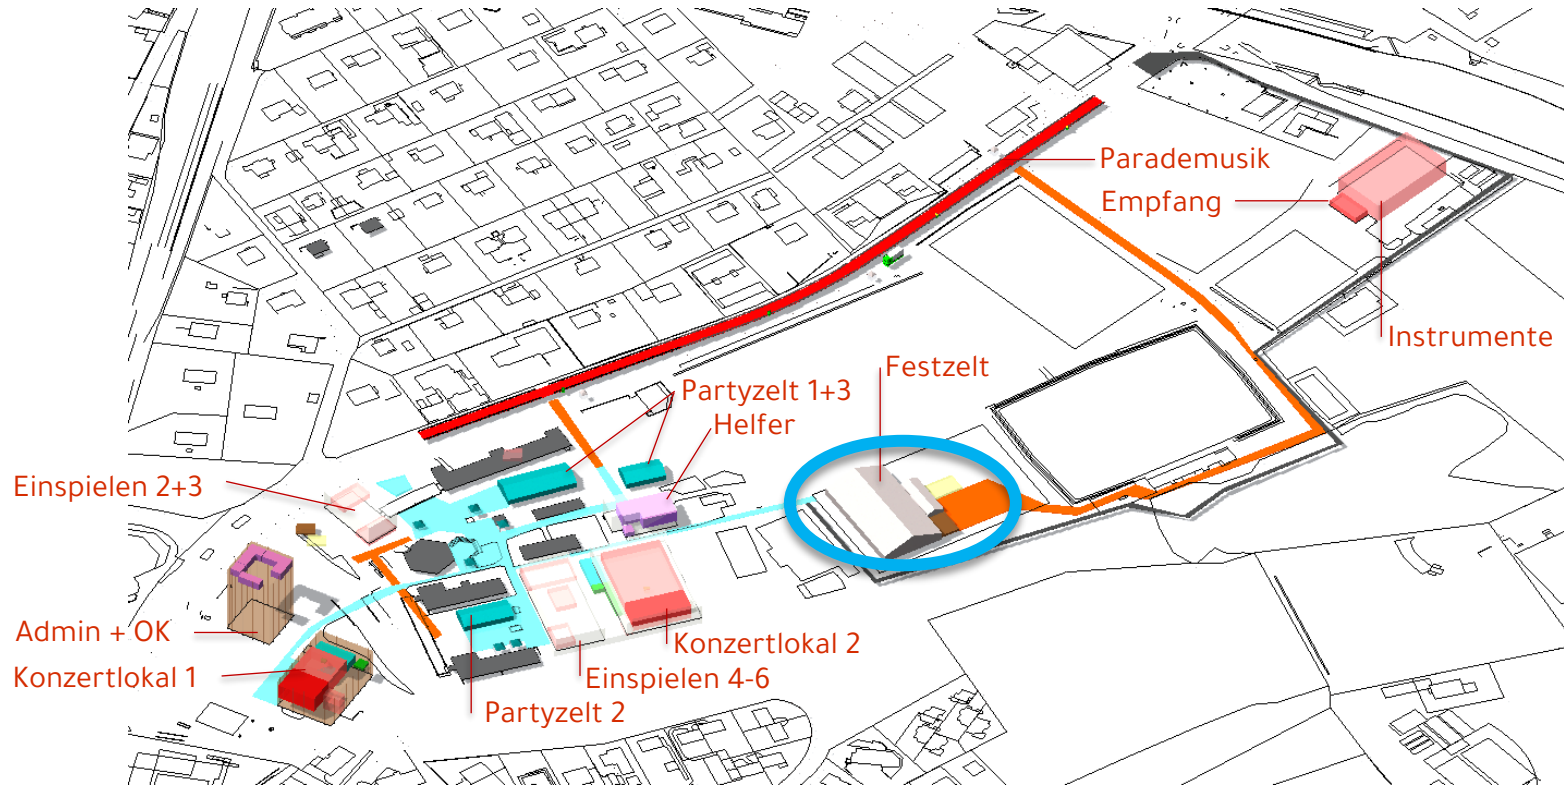 Parademusik
Empfang
Instrumente
Festzelt
Partyzelt 1+3
Helfer
Einspielen 2+3
Admin + OK
Konzertlokal 1
Konzertlokal 2
Einspielen 4-6
Partyzelt 2